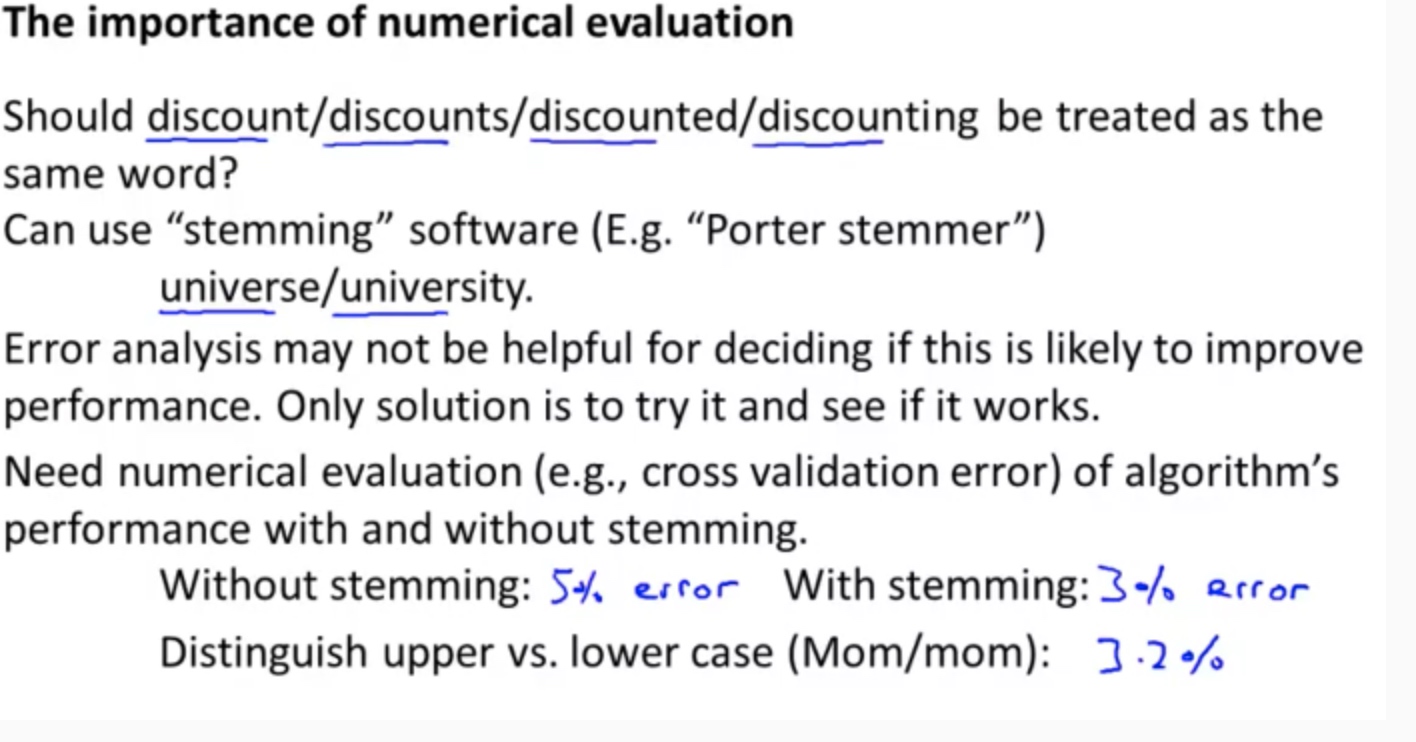 The importance of numerical evaluation
Should discount/discounts/discounted/discounting be treated as the
same word?
Can use “stemming” software (E.g. “Porter stemmer”)
universe/university.
Error analysis may not be helpful for deciding if this is likely to improve
performance. Only solution is to try it and see if it works.
Need numerical evaluation (e.g., cross validation error) of algorithm’s
performance with and without stemming.
Without stemming: 5% error With stemming: 3% error
Distinguish upper vs. lower case (Mom/mom): 3.2%